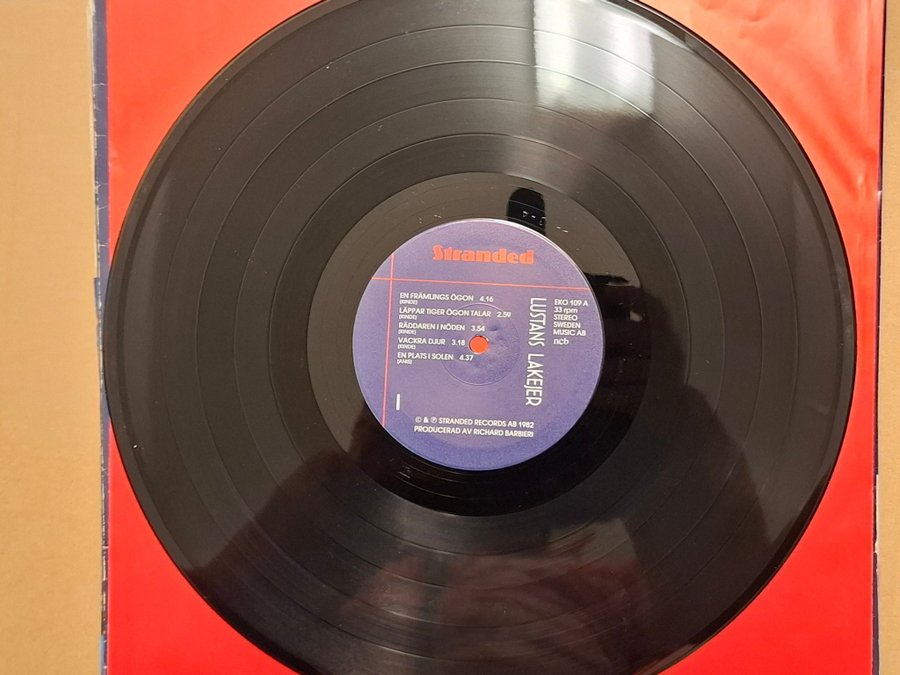 Stranded
EN FRÄMLINGS ÖGON 4.16
(KINDE)
LÄPPAR TIGER ÖGON TALAR 2.59
(KINDE)
RÄDDAREN I NÖDEN 3.54
(KINDE)
VACKRA DJUR 3.18
(KINDE)
EN PLATS I SOLEN 4.37
(ANIS)
I
LUSTANS LAKEJER
EKO 109 A
33 rpm
STEREO
SWEDEN
MUSIC AB
ncb
© & ℗ STRANDED RECORDS AB 1982
PRODUCERAD AV RICHARD BARBIERI